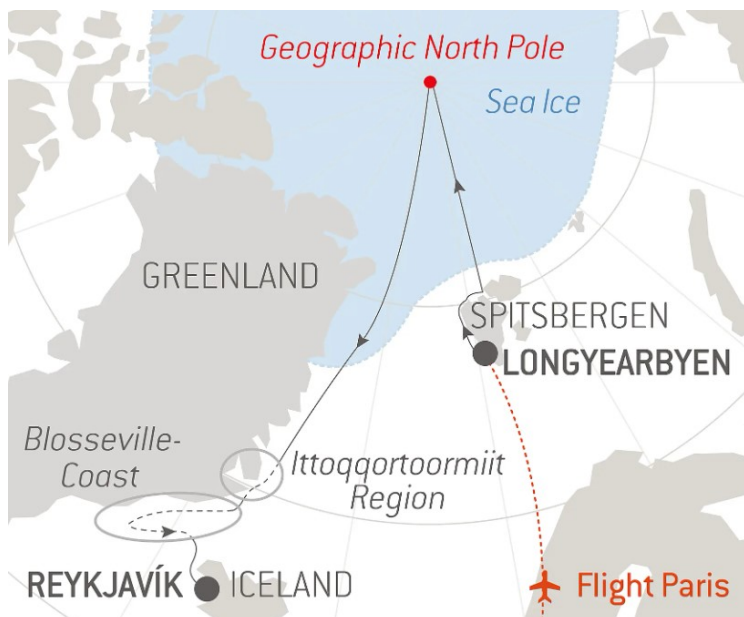 Geographic North Pole
Sea Ice
GREENLAND
SPITSBERGEN
LONGYEARBYEN
Blosseville-
Coast
Ittoqqortoormiit
Region
REYKJAVÍK
ICELAND
Flight Paris